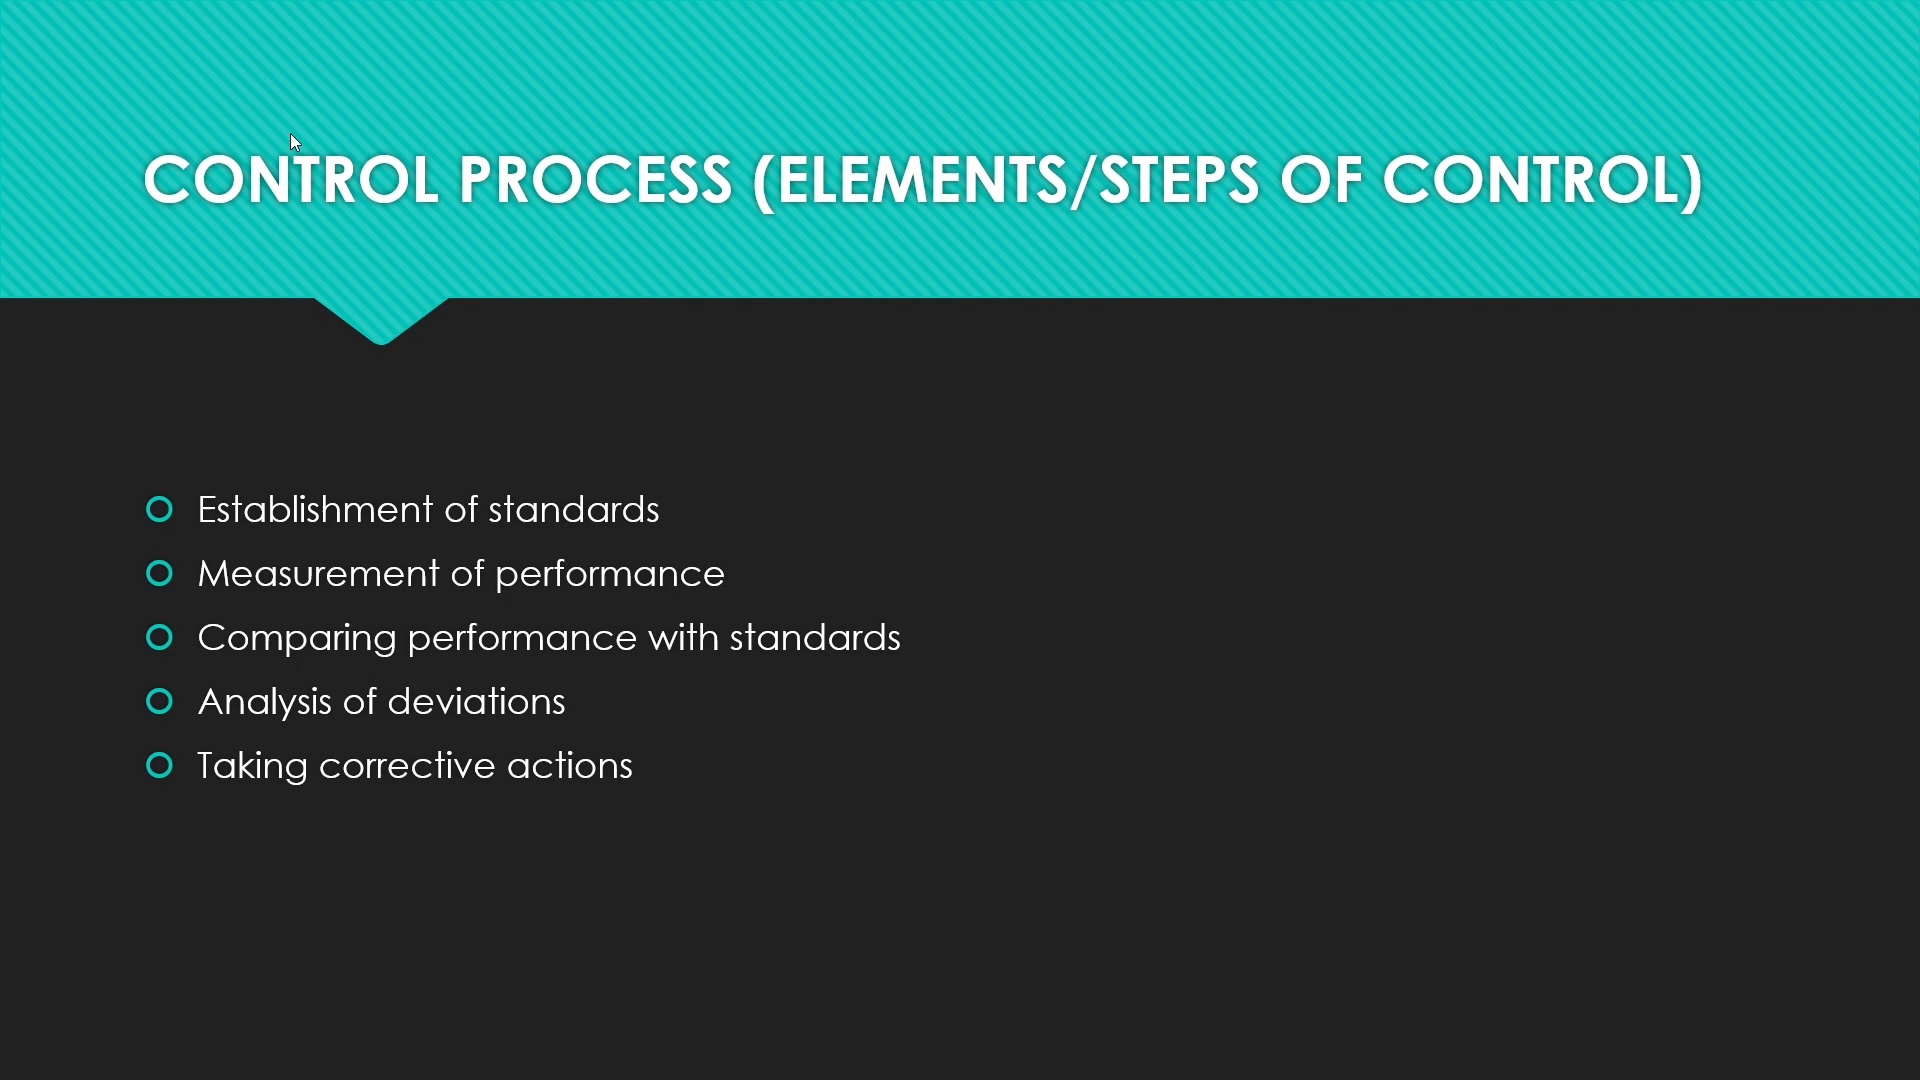 CONTROL PROCESS (ELEMENTS/STEPS OF CONTROL)
Establishment of standards
Measurement of performance
Comparing performance with standards
Analysis of deviations
Taking corrective actions